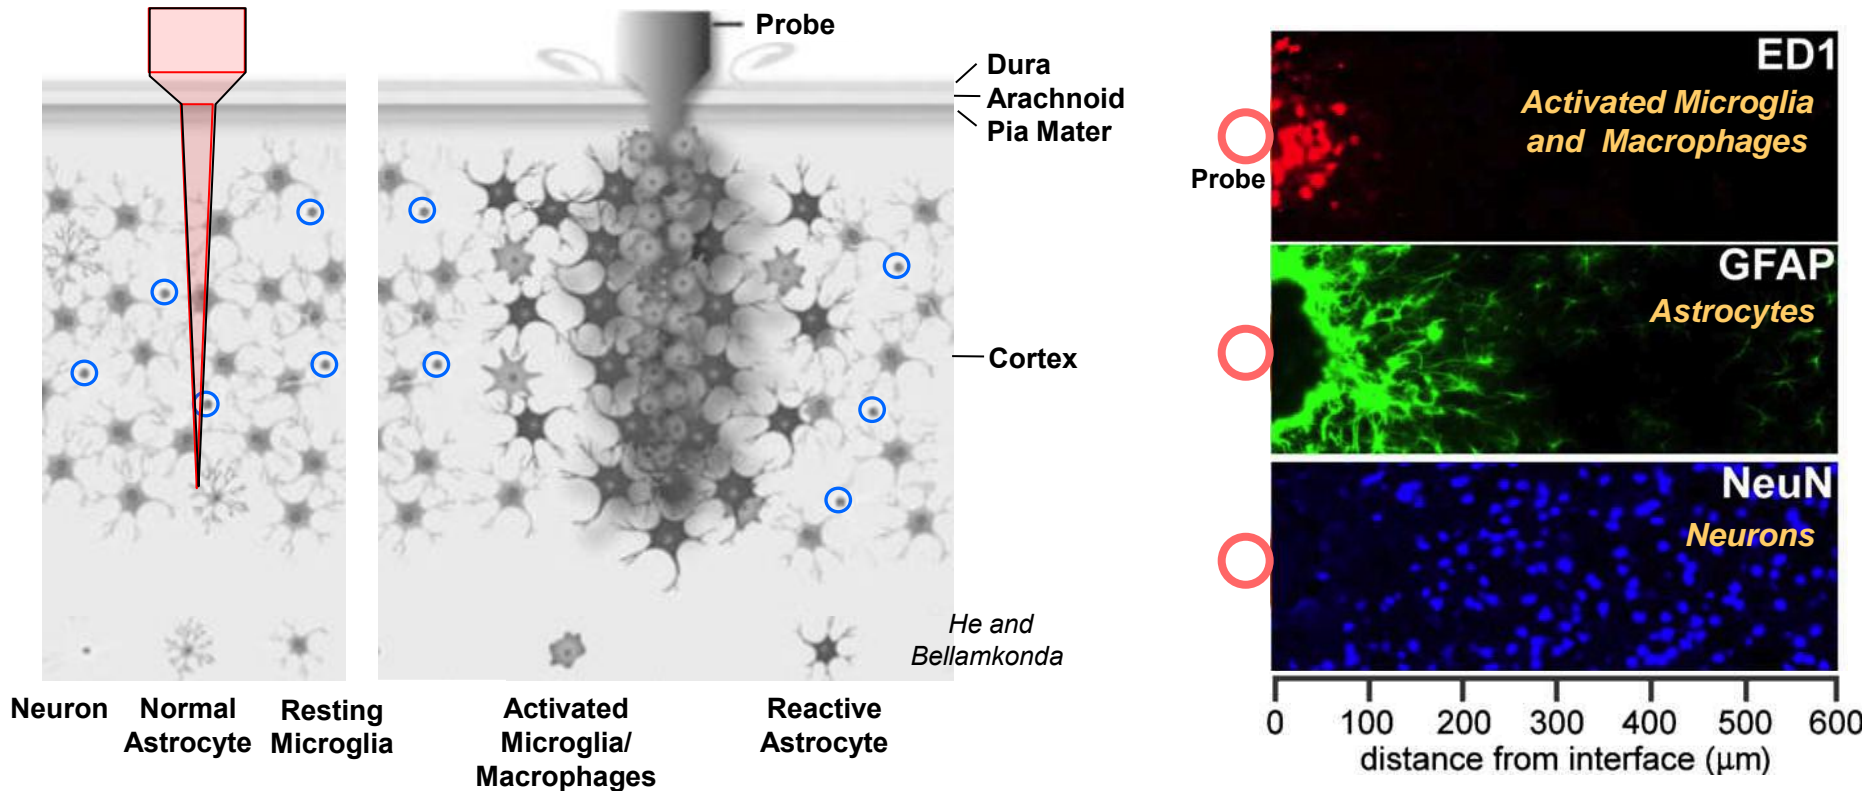 Probe
Dura
Arachnoid
Pia Mater
Cortex
He and
Bellamkonda
Neuron
Normal
Astrocyte
Resting
Microglia
Activated
Microglia/
Macrophages
Reactive
Astrocyte
ED1
Activated Microglia
and Macrophages
Probe
GFAP
Astrocytes
NeuN
Neurons
0 100 200 300 400 500 600
distance from interface (μm)